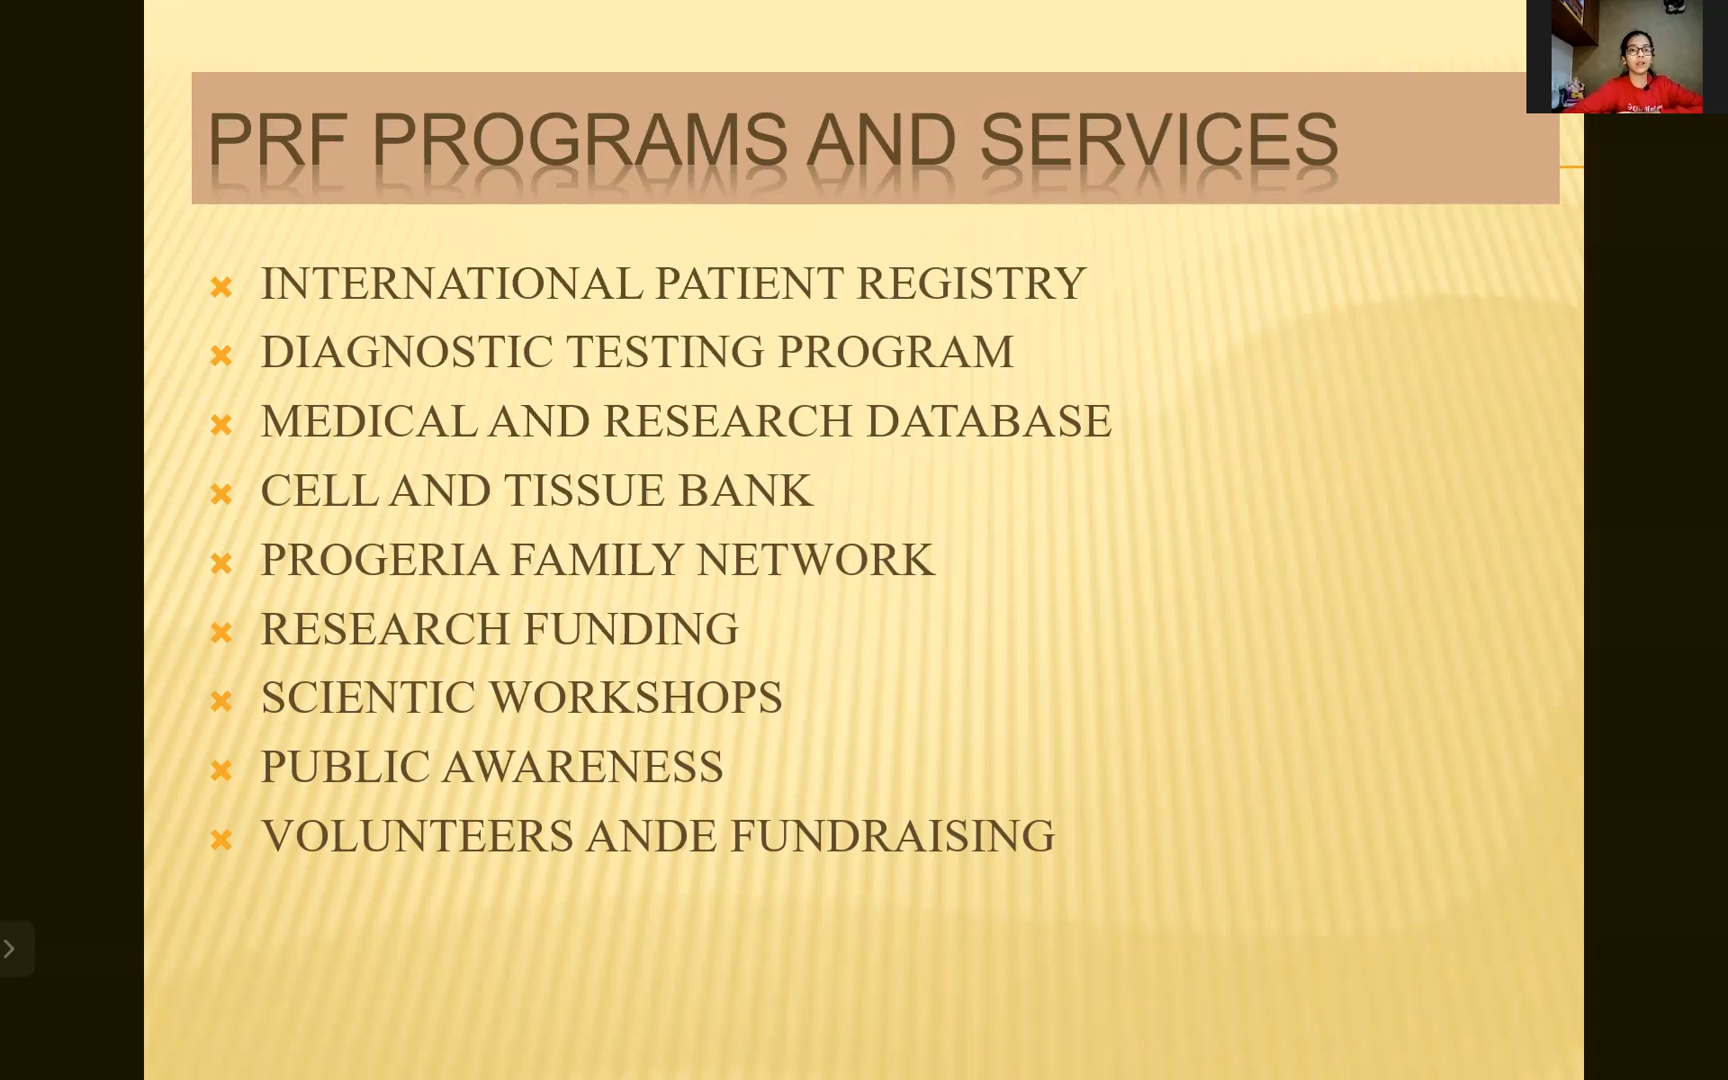 PRF PROGRAMS AND SERVICES
INTERNATIONAL PATIENT REGISTRY
DIAGNOSTIC TESTING PROGRAM
MEDICAL AND RESEARCH DATABASE
CELL AND TISSUE BANK
PROGERIA FAMILY NETWORK
RESEARCH FUNDING
SCIENTIC WORKSHOPS
PUBLIC AWARENESS
VOLUNTEERS ANDE FUNDRAISING